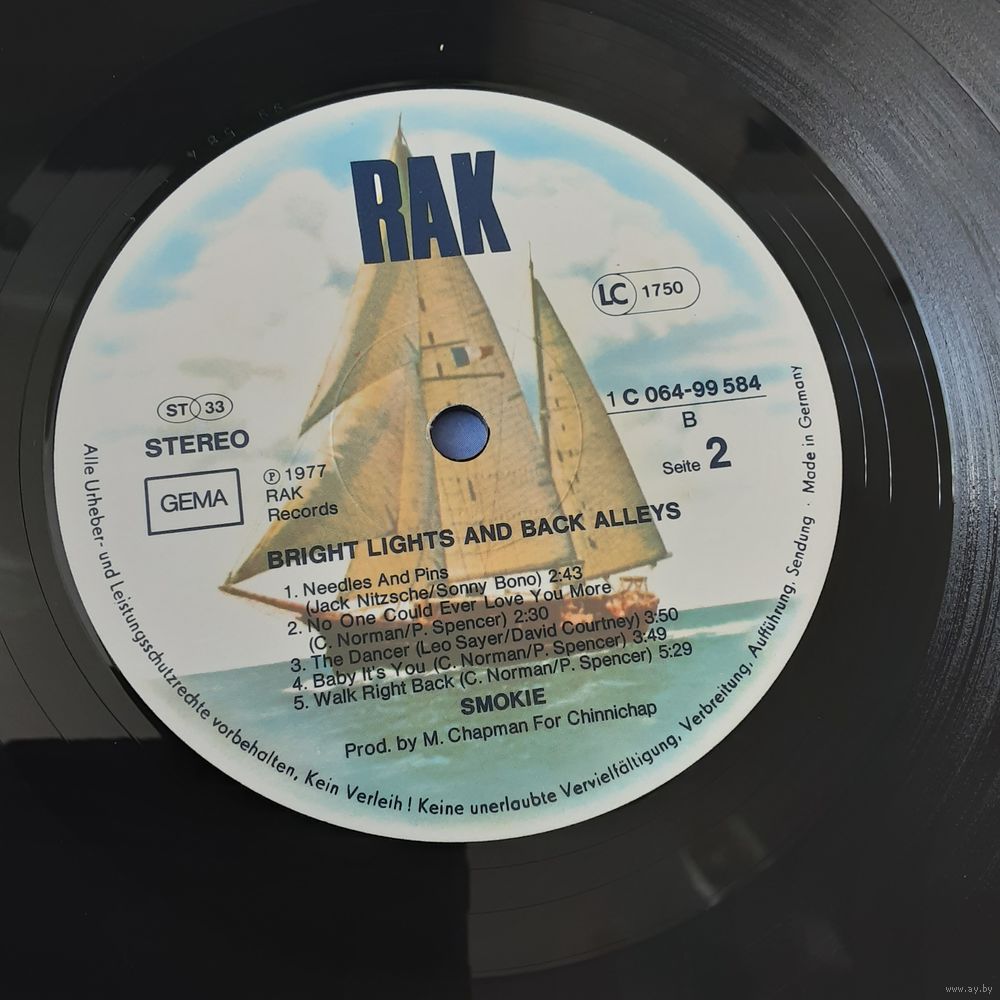 RAK
LC 1750
ST 33
STEREO
GEMA
℗ 1977
RAK
Records
1 C 064-99 584
B
Seite 2
BRIGHT LIGHTS AND BACK ALLEYS
1. Needles And Pins
(Jack Nitzsche/Sonny Bono) 2:43
2. No One Could Ever Love You More
(C. Norman/P. Spencer) 2:30
3. The Dancer (Leo Sayer/David Courtney) 3:50
4. Baby It's You (C. Norman/P. Spencer) 3:49
5. Walk Right Back (C. Norman/P. Spencer) 5:29
SMOKIE
Prod. by M. Chapman For Chinnichap
Alle Urheber- und Leistungsschutzrechte vorbehalten, Kein Verleih! Keine unerlaubte Vervielfältigung, Verbreitung, Aufführung, Sendung · Made in Germany
www.ay.by